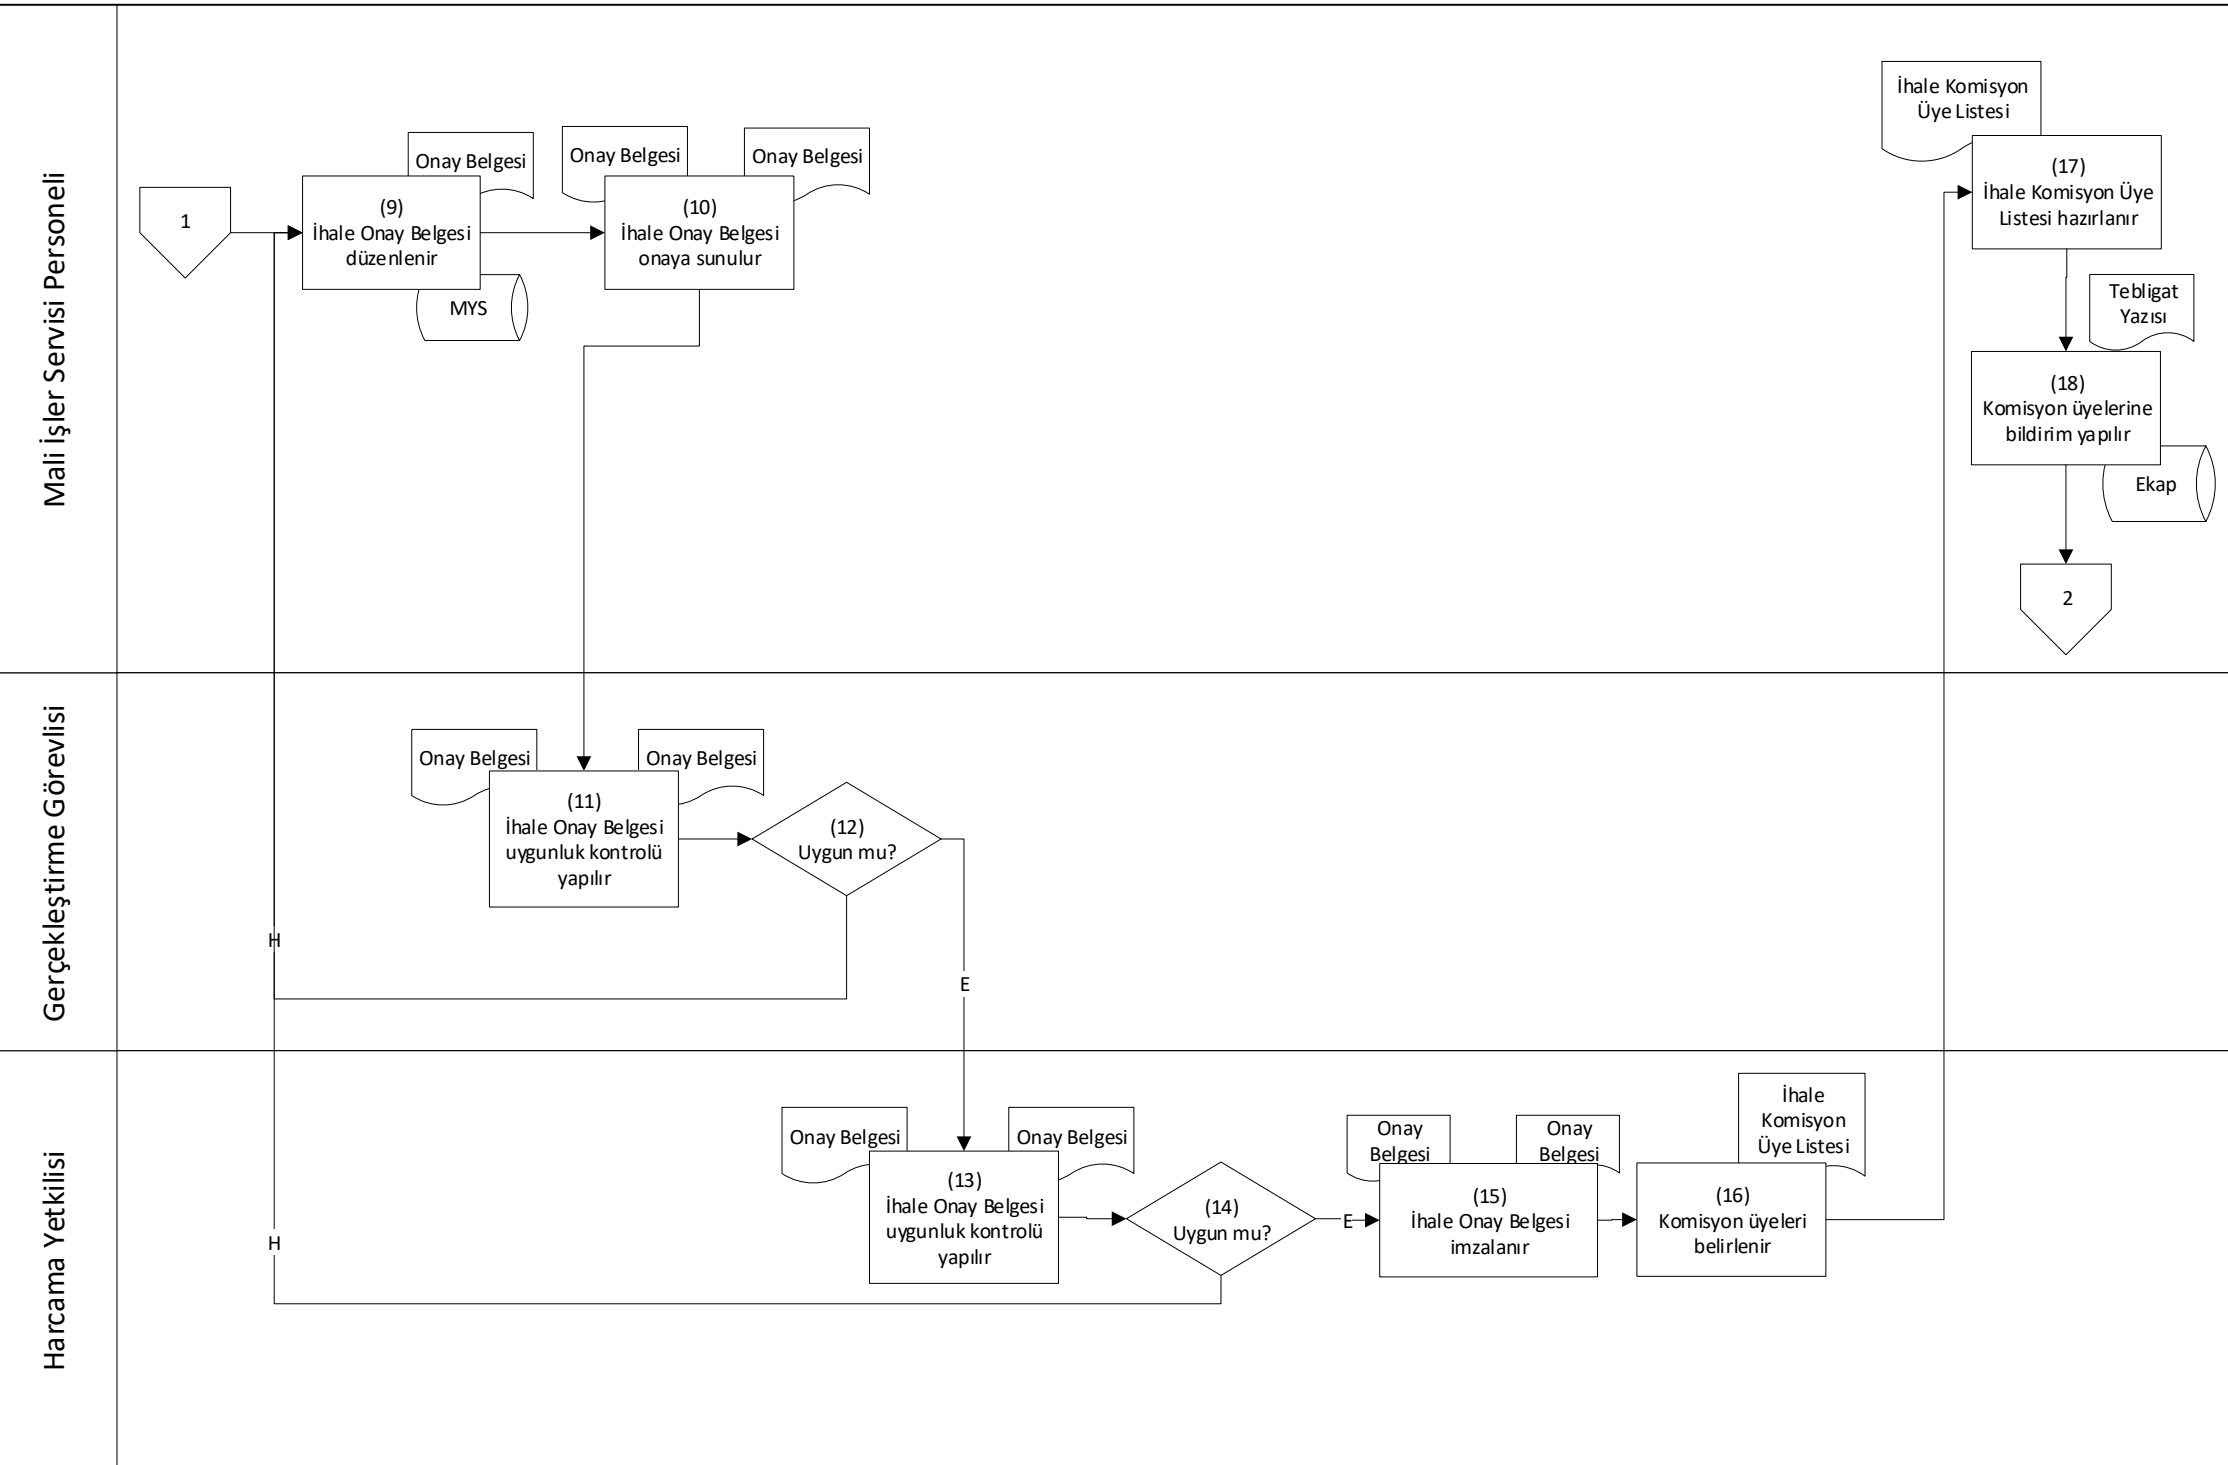 Mali İşler Servisi Personeli
1
Onay Belgesi
(9)
İhale Onay Belgesi
düzenlenir
MYS
Onay Belgesi
Onay Belgesi
(10)
İhale Onay Belgesi
onaya sunulur
İhale Komisyon
Üye Listesi
(17)
İhale Komisyon Üye
Listesi hazırlanır
Tebligat
Yazısı
(18)
Komisyon üyelerine
bildirim yapılır
Ekap
2
Gerçekleştirme Görevlisi
Onay Belgesi
Onay Belgesi
(11)
İhale Onay Belgesi
uygunluk kontrolü
yapılır
(12)
Uygun mu?
H
E
Harcama Yetkilisi
Onay Belgesi
Onay Belgesi
(13)
İhale Onay Belgesi
uygunluk kontrolü
yapılır
(14)
Uygun mu?
H
E
Onay
Belgesi
Onay
Belgesi
(15)
İhale Onay Belgesi
imzalanır
İhale
Komisyon
Üye Listesi
(16)
Komisyon üyeleri
belirlenir